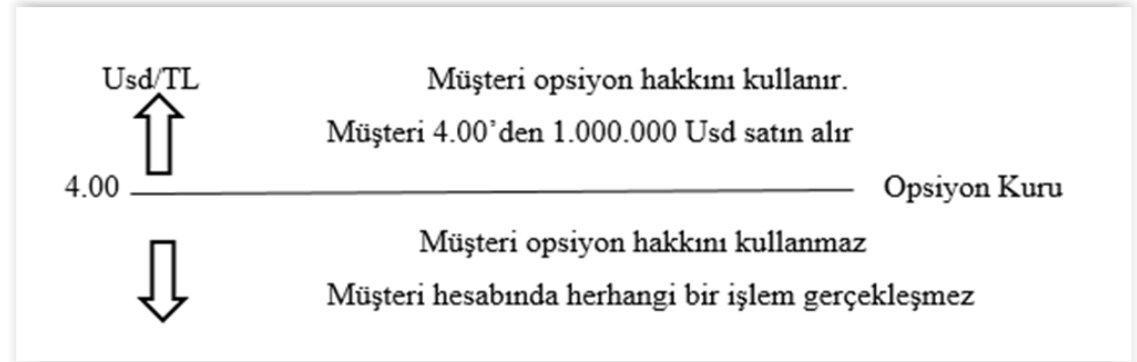 Usd/TL
Müşteri opsiyon hakkını kullanır.
Müşteri 4.00'den 1.000.000 Usd satın alır
4.00
Opsiyon Kuru
Müşteri opsiyon hakkını kullanmaz
Müşteri hesabında herhangi bir işlem gerçekleşmez